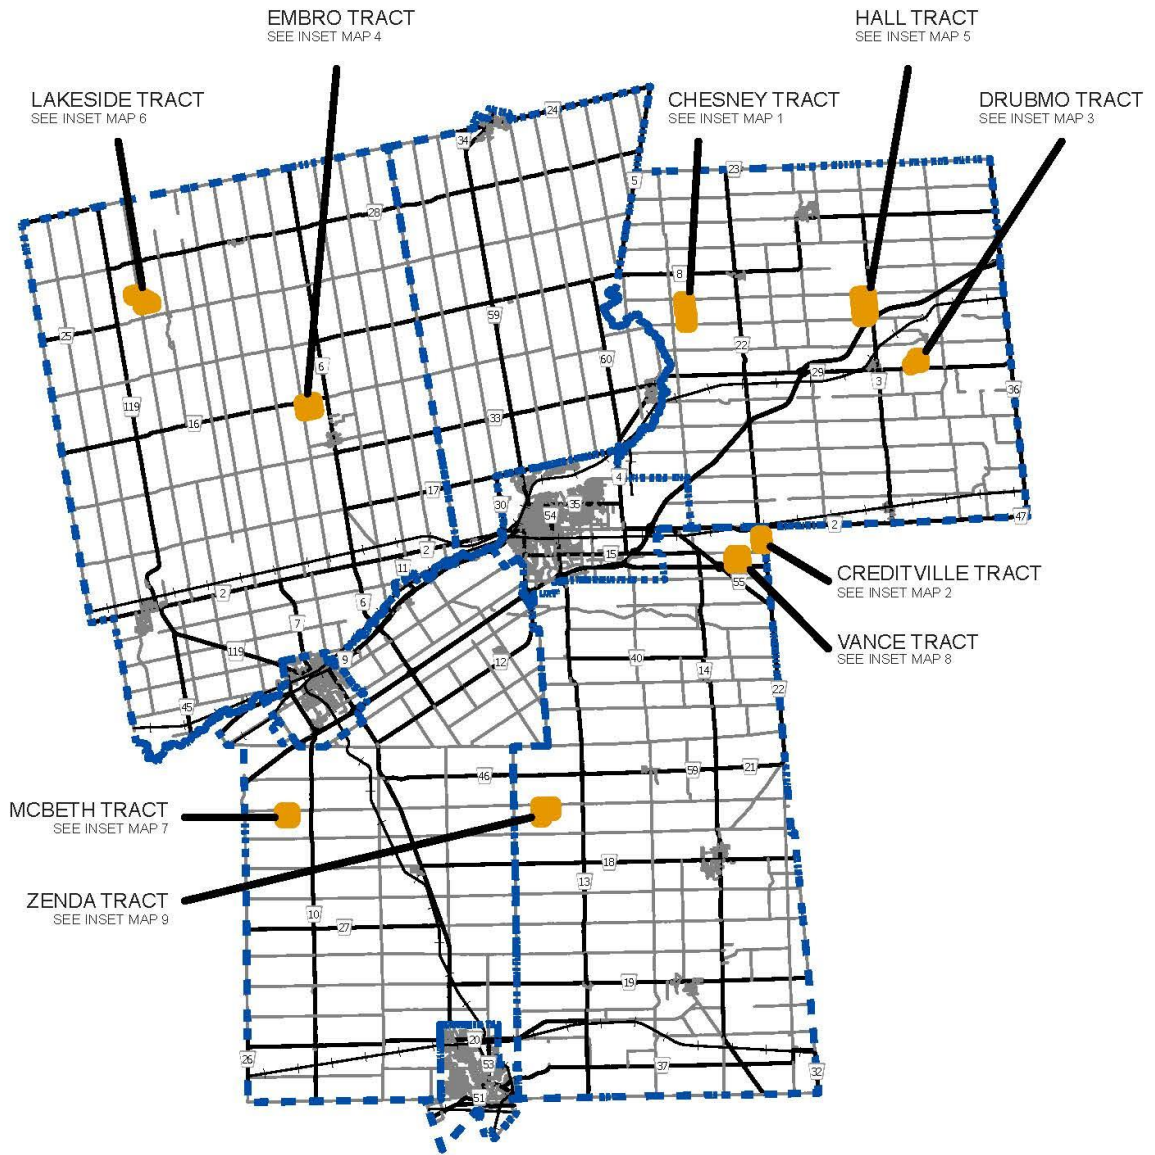 EMBRO TRACT
SEE INSET MAP 4
HALL TRACT
SEE INSET MAP 5
LAKESIDE TRACT
SEE INSET MAP 6
CHESNEY TRACT
SEE INSET MAP 1
DRUBMO TRACT
SEE INSET MAP 3
24
34
23
5
28
8
59
25
22
60
6
29
3
36
119
16
33
4
17
30
35
54
47
2
2
15
11
CREDITVILLE TRACT
SEE INSET MAP 2
55
2
6
7
VANCE TRACT
SEE INSET MAP 8
119
9
12
40
14
22
45
46
59
21
MCBETH TRACT
SEE INSET MAP 7
18
13
ZENDA TRACT
SEE INSET MAP 9
10
27
19
20
26
53
37
32
51